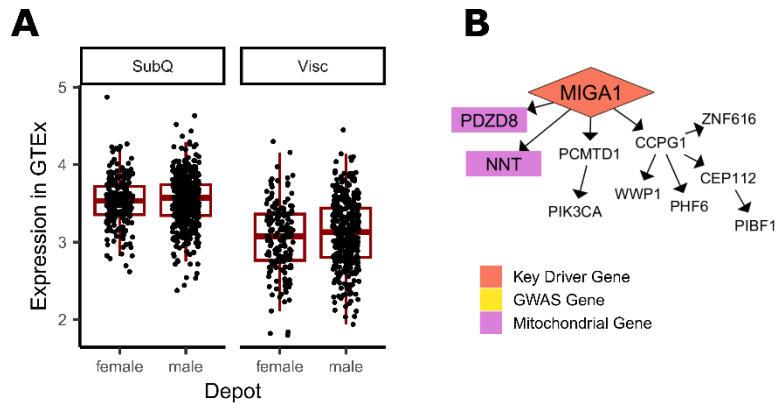 A
SubQ
Visc
Expression in GTEx
5
4
3
2
female
male
female
male
Depot
B
MIGA1
PDZD8
NNT
PCMTD1
CCPG1
ZNF616
PIK3CA
WWP1
PHF6
CEP112
PIBF1
Key Driver Gene
GWAS Gene
Mitochondrial Gene